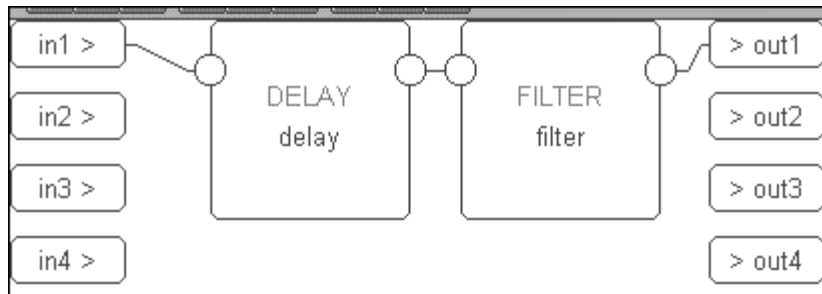 in1 >
DELAY
delay
FILTER
filter
> out1
in2 >
> out2
in3 >
> out3
in4 >
> out4